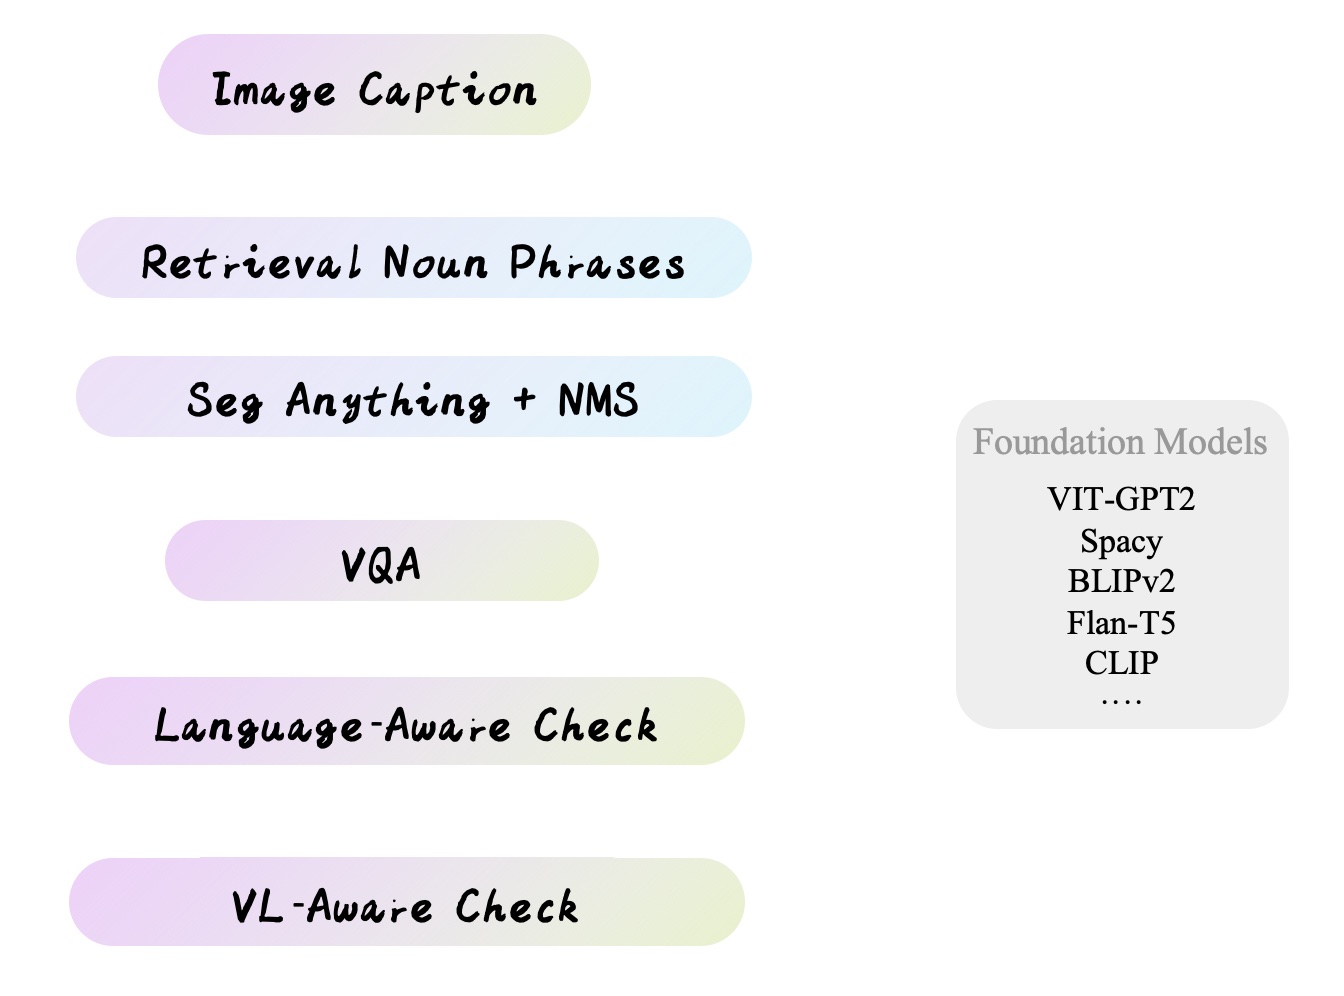 Image Caption
Retrieval Noun Phrases
Seg Anything + NMS
VQA
Language-Aware Check
VL-Aware Check
Foundation Models
VIT-GPT2
Spacy
BLIPv2
Flan-T5
CLIP
....